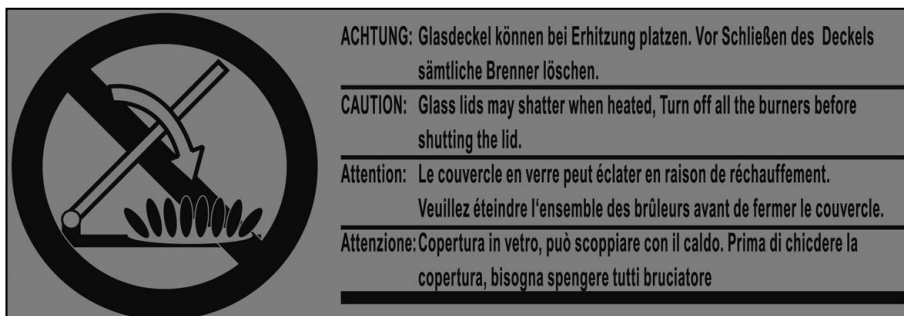 ACHTUNG: Glasdeckel können bei Erhitzung platzen. Vor Schließen des Deckels
sämtliche Brenner löschen.
CAUTION: Glass lids may shatter when heated, Turn off all the burners before
shutting the lid.
Attention: Le couvercle en verre peut éclater en raison de réchauffement.
Veuillez éteindre l‘ensemble des brûleurs avant de fermer le couvercle.
Attenzione: Copertura in vetro, può scoppiare con il caldo. Prima di chicdere la
copertura, bisogna spengere tutti bruciatore